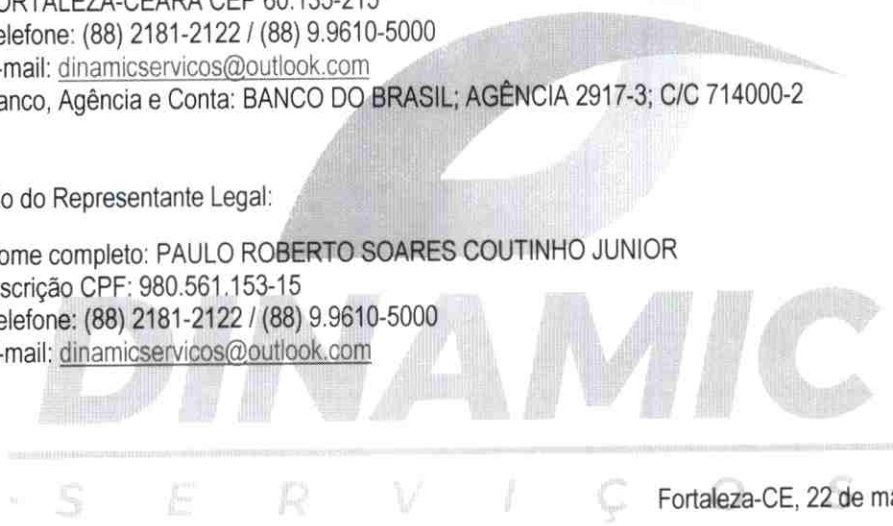 FORTALEZA-CEARÁ CEP 60.135-215
elefone: (88) 2181-2122 / (88) 9.9610-5000
-mail: dinamicservicos@outlook.com
anco, Agência e Conta: BANCO DO BRASIL; AGÊNCIA 2917-3; C/C 714000-2
o do Representante Legal:
ome completo: PAULO ROBERTO SOARES COUTINHO JUNIOR
scrição CPF: 980.561.153-15
elefone: (88) 2181-2122 / (88) 9.9610-5000
-mail: dinamicservicos@outlook.com
DINAMIC
SERVIÇOS
Fortaleza-CE, 22 de ma